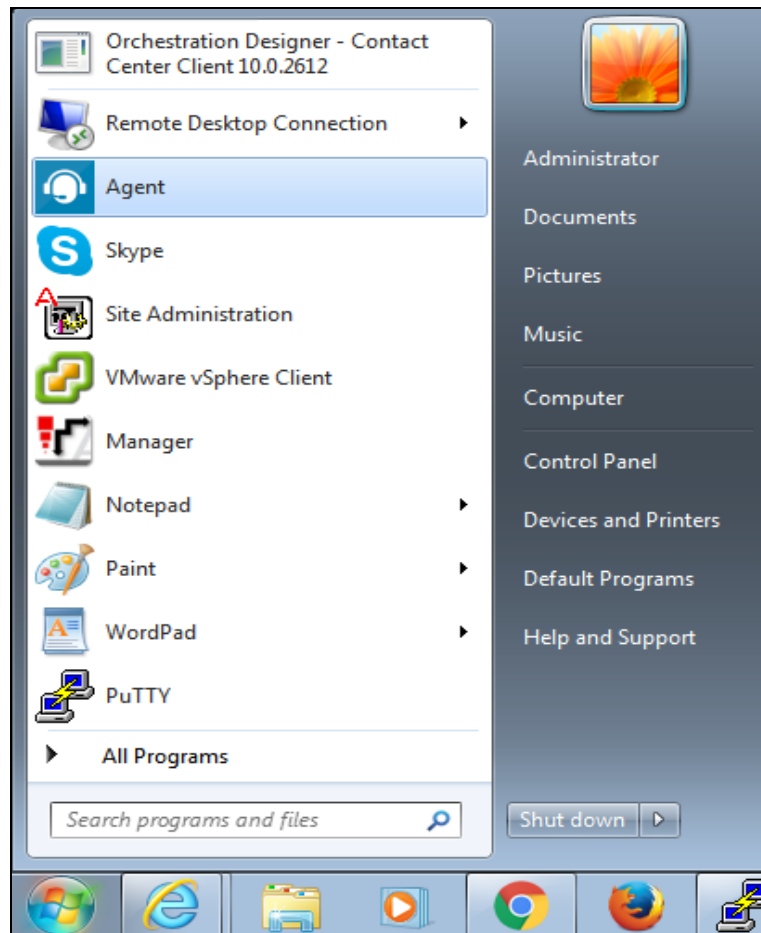 Orchestration Designer - Contact
Center Client 10.0.2612
Remote Desktop Connection
Agent
Skype
Site Administration
VMware vSphere Client
Manager
Notepad
Paint
WordPad
PuTTY
All Programs
Search programs and files
Administrator
Documents
Pictures
Music
Computer
Control Panel
Devices and Printers
Default Programs
Help and Support
Shut down